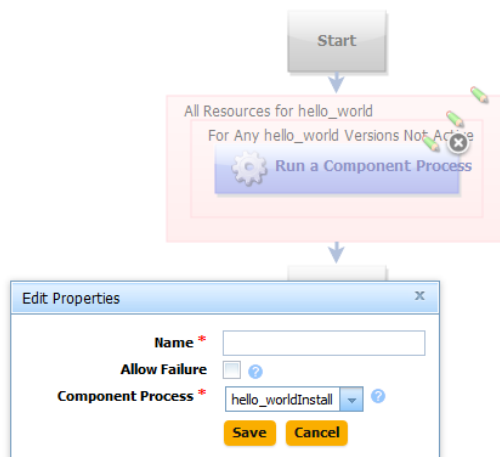 Start
All Resources for hello_world
For Any hello_world Versions Not Active
Run a Component Process
Edit Properties x
Name *
Allow Failure ?
Component Process * hello_worldInstall ?
Save Cancel